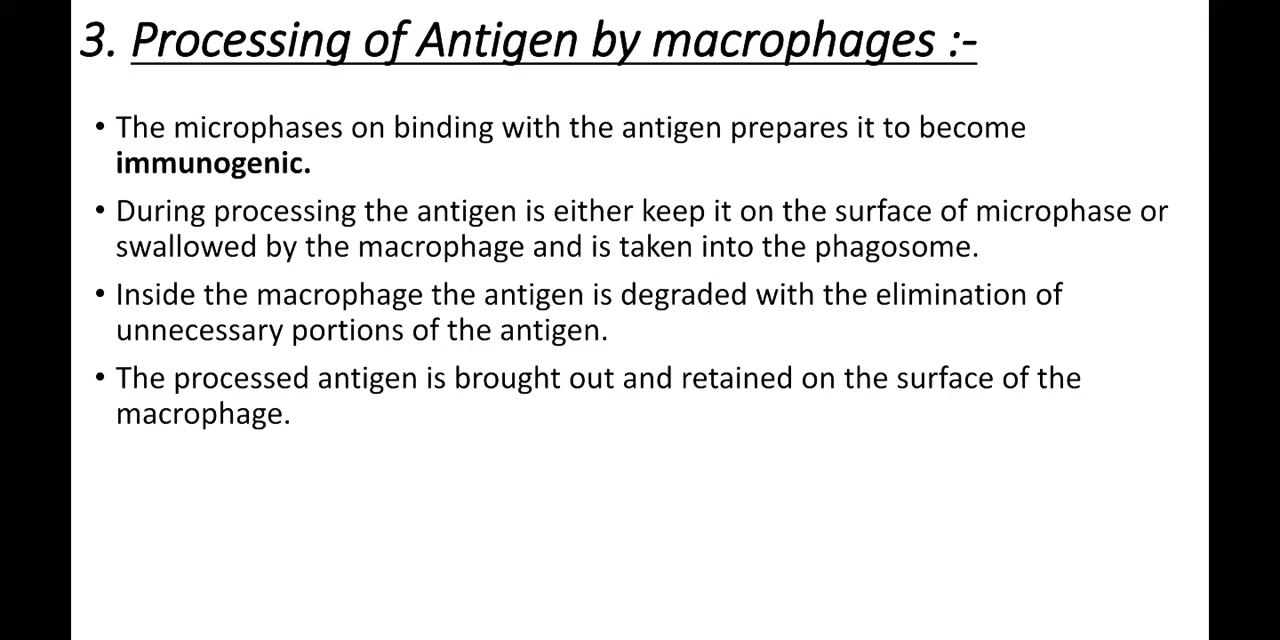 3. Processing of Antigen by macrophages :-
• The microphases on binding with the antigen prepares it to become
immunogenic.
• During processing the antigen is either keep it on the surface of microphase or
swallowed by the macrophage and is taken into the phagosome.
• Inside the macrophage the antigen is degraded with the elimination of
unnecessary portions of the antigen.
• The processed antigen is brought out and retained on the surface of the
macrophage.